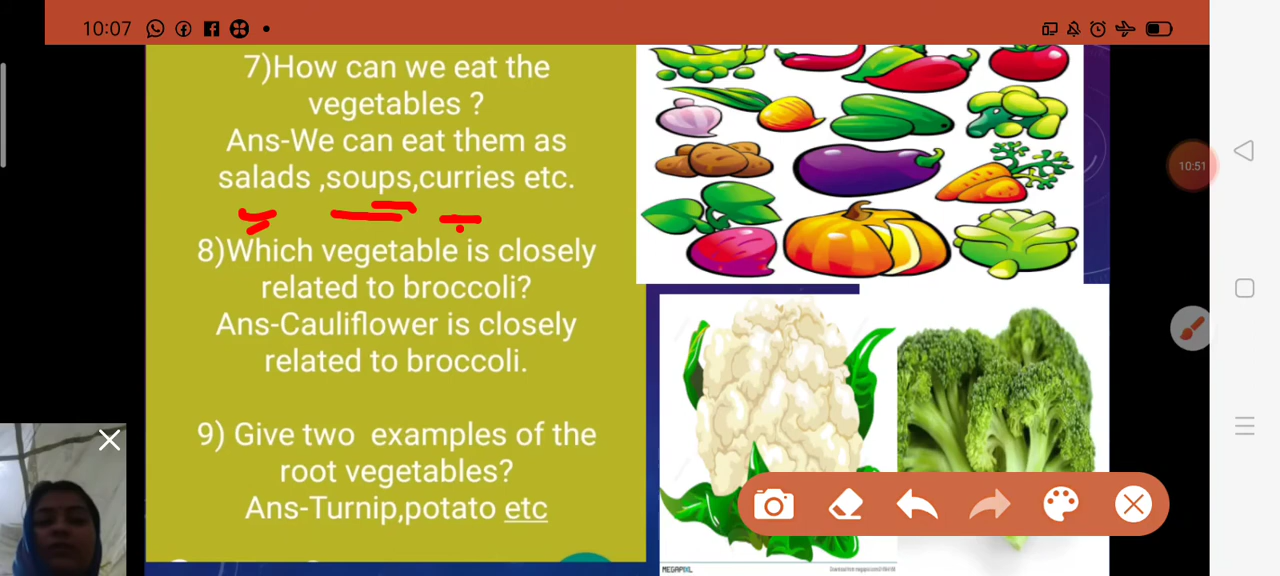 10:07
7)How can we eat the
vegetables ?
Ans-We can eat them as
salads ,soups,curries etc.
8)Which vegetable is closely
related to broccoli?
Ans-Cauliflower is closely
related to broccoli.
9) Give two examples of the
root vegetables?
Ans-Turnip,potato etc
10:51
MEGAPIXL